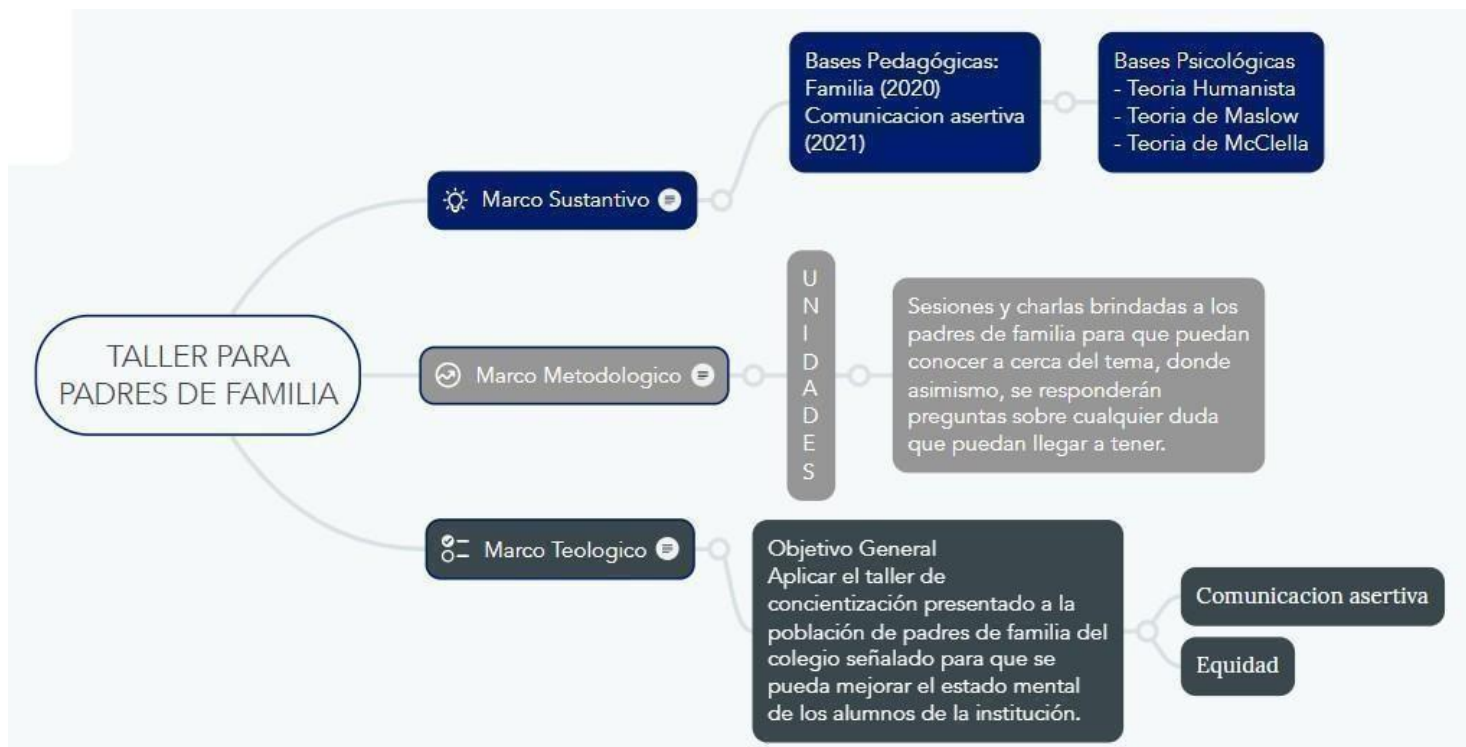 TALLER PARA
PADRES DE FAMILIA
Marco Sustantivo
Bases Pedagógicas:
Familia (2020)
Comunicacion asertiva
(2021)
Bases Psicológicas
- Teoria Humanista
- Teoria de Maslow
- Teoria de McClella
Marco Metodologico
U
N
I
D
A
D
E
S
Sesiones y charlas brindadas a los
padres de familia para que puedan
conocer a cerca del tema, donde
asimismo, se responderán
preguntas sobre cualquier duda
que puedan llegar a tener.
Marco Teologico
Objetivo General
Aplicar el taller de
concientización presentado a la
población de padres de familia del
colegio señalado para que se
pueda mejorar el estado mental
de los alumnos de la institución.
Comunicacion asertiva
Equidad